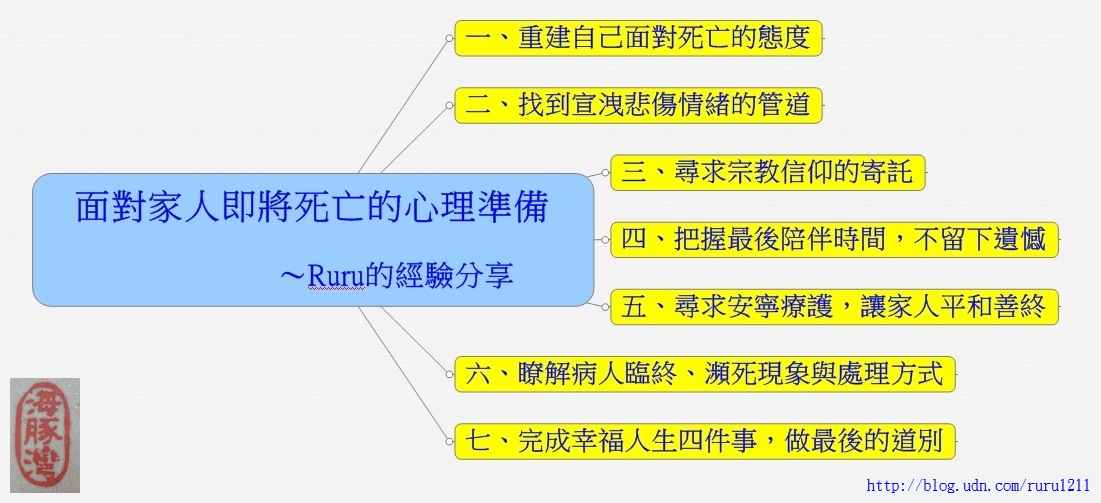 面對家人即將死亡的心理準備
～Ruru的經驗分享
一、重建自己面對死亡的態度
二、找到宣洩悲傷情緒的管道
三、尋求宗教信仰的寄託
四、把握最後陪伴時間，不留下遺憾
五、尋求安寧療護，讓家人平和善終
六、瞭解病人臨終、瀕死現象與處理方式
七、完成幸福人生四件事，做最後的道別
海豚灣
http://blog.udn.com/ruru1211